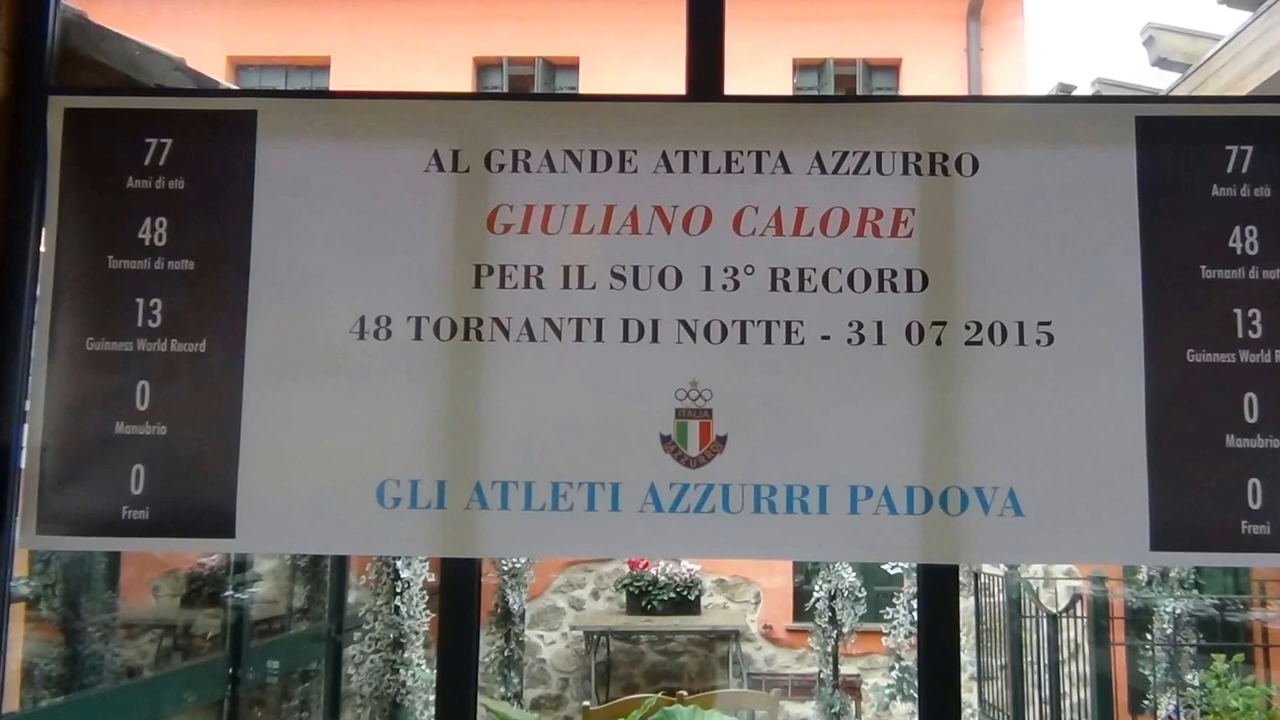 77
Anni di età
48
Tornanti di notte
13
Guinness World Record
0
Manubrio
0
Freni
AL GRANDE ATLETA AZZURRO
GIULIANO CALORE
PER IL SUO 13° RECORD
48 TORNANTI DI NOTTE - 31 07 2015
ITALIA
AZZURRO
GLI ATLETI AZZURRI PADOVA
77
Anni di età
48
Tornanti di
13
Guinness World
0
Manubrio
0
Freni